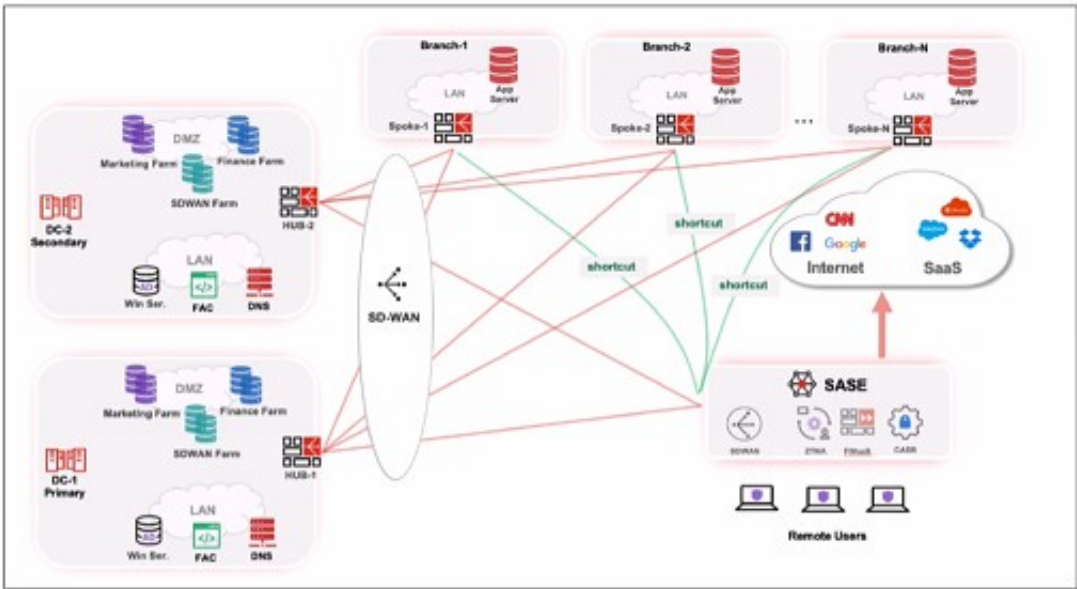 Branch-1
LAN
App
Server
Spoke-1
Branch-2
LAN
App
Server
Spoke-2
...
Branch-N
LAN
App
Server
Spoke-N
DMZ
Marketing Farm
Finance Farm
SDWAN Farm
DC-2
Secondary
HUB-2
LAN
AD
Win Ser.
FAC
DNS
SD-WAN
shortcut
shortcut
shortcut
CNN
Google
Internet
SaaS
DMZ
Marketing Farm
Finance Farm
SDWAN Farm
DC-1
Primary
HUB-1
LAN
AD
Win Ser.
FAC
DNS
SASE
SDWAN
ZTNA
FWaaS
CASB
Remote Users